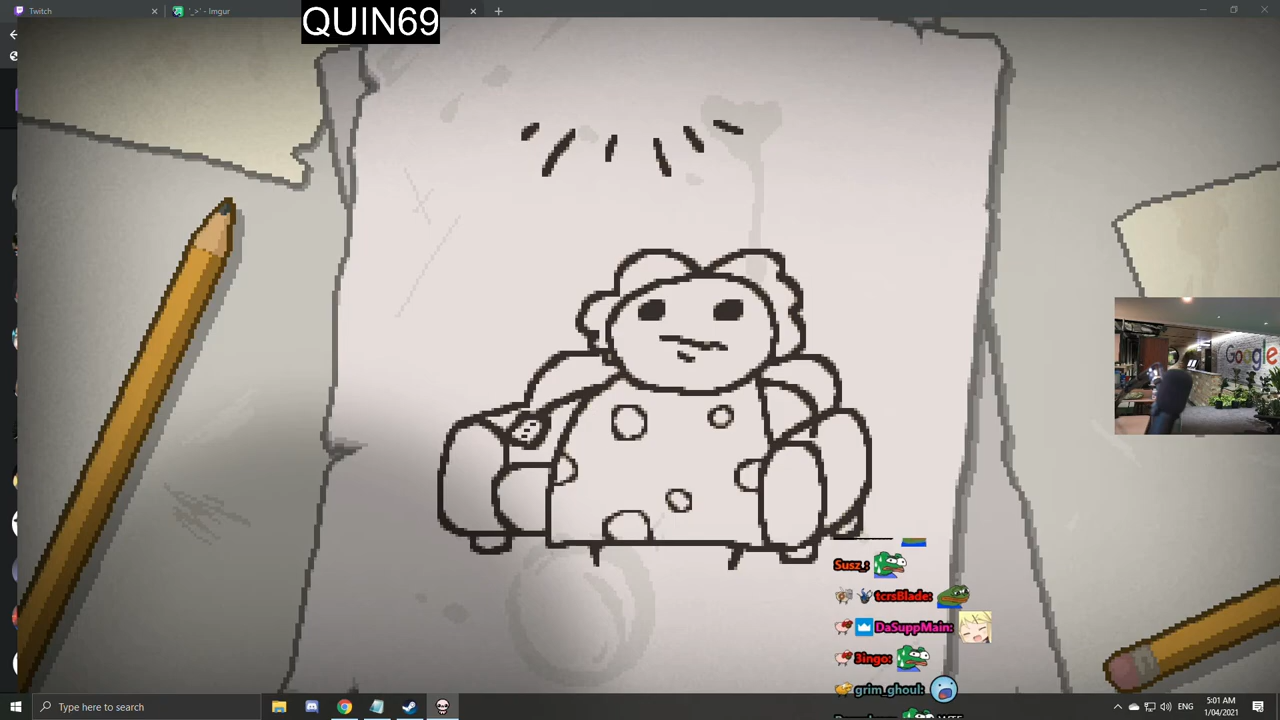 Twitch
'_>' - Imgur
QUIN69
Google
Susz_:
tcrsBlade:
DaSuppMain:
3ingo:
grim_ghoul:
Type here to search
ENG
5:01 AM
1/04/2021